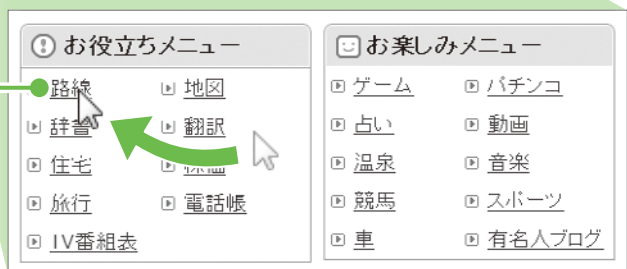 お役立ちメニュー
路線 地図
辞書 翻訳
住宅
旅行 電話帳
TV番組表
お楽しみメニュー
ゲーム パチンコ
占い 動画
温泉 音楽
競馬 スポーツ
車 有名人ブログ